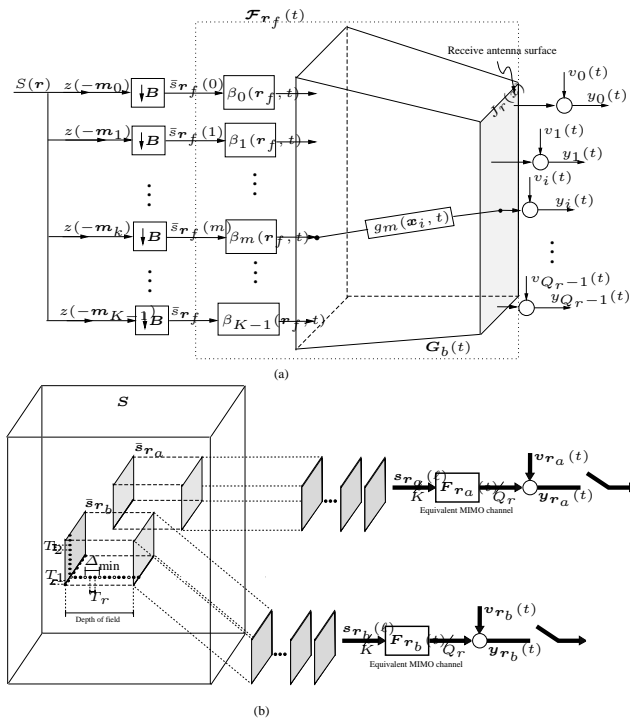 𝓕_{r_f}(t)
Receive antenna surface
S(r)
z(−m_0)
↓B
s̄_{r_f}(0)
β_0(r_f, t)
v_0(t)
y_0(t)
z(−m_1)
↓B
s̄_{r_f}(1)
β_1(r_f, t)
v_1(t)
y_1(t)
z(−m_k)
↓B
s̄_{r_f}(m)
β_m(r_f, t)
g_m(x_i, t)
v_i(t)
y_i(t)
z(−m_{K−1})
↓B
s̄_{r_f}
β_{K−1}(r_f, t)
v_{Q_r−1}(t)
y_{Q_r−1}(t)
G_b(t)
(a)
S
s̄_{r_a}
s_{r_a}(ℓ)
K
F_{r_a}(t)
Q_r
v_{r_a}(t)
y_{r_a}(t)
Equivalent MIMO channel
s̄_{r_b}
T_2
Δ_min
T_1
T_r
Depth of field
s_{r_b}(ℓ)
K
F_{r_b}(t)
Q_r
v_{r_b}(t)
y_{r_b}(t)
Equivalent MIMO channel
(b)